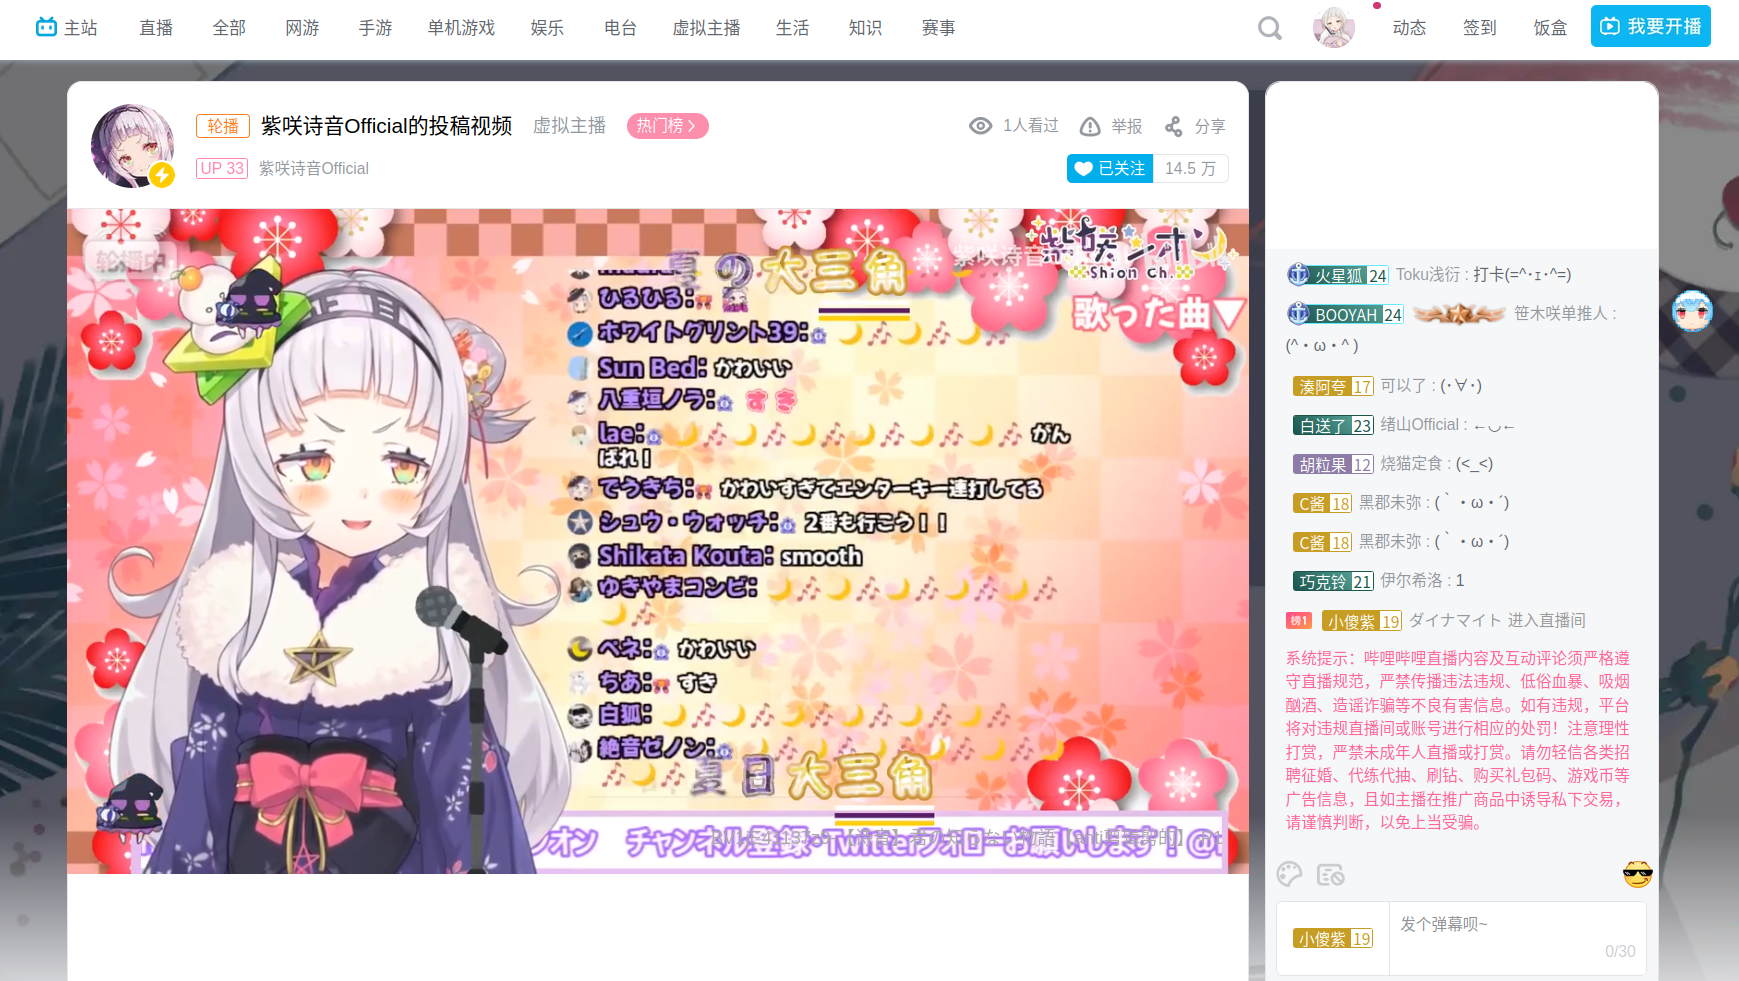 主站 直播 全部 网游 手游 单机游戏 娱乐 电台 虚拟主播 生活 知识 赛事 动态 签到 饭盒 我要开播
轮播 紫咲诗音Official的投稿视频 虚拟主播 热门榜 1人看过 举报 分享
UP 33 紫咲诗音Official 已关注 14.5 万
轮播中
夏の大三角
紫咲シオン
Shion Ch.
歌った曲▼
ひるひる:
ホワイトグリント39:
Sun Bed: かわいい
八重垣ノラ: すき
lae: がん
ばれ！
でうきち: かわいすぎてエンターキー連打してる
シュウ・ウォッチ: 2番も行こう！！
Shikata Kouta: smooth
ゆきやまコンビ:
ベネ: かわいい
ちあ: すき
白狐:
絶音ゼノン:
夏日大三角
チャンネル登録
お願いします！@
火星狐 24 Toku浅衍 : 打卡(=^･ｪ･^=)
BOOYAH 24 笹木咲单推人 :
(^・ω・^ )
湊阿夸 17 可以了 : (･∀･)
白送了 23 绪山Official : ←◡←
胡粒果 12 烧猫定食 : (<_<)
C酱 18 黑郡未弥 : (｀・ω・´)
C酱 18 黑郡未弥 : (｀・ω・´)
巧克铃 21 伊尔希洛 : 1
榜1 小傻紫 19 ダイナマイト 进入直播间
系统提示：哔哩哔哩直播内容及互动评论须严格遵
守直播规范，严禁传播违法违规、低俗血暴、吸烟
酗酒、造谣诈骗等不良有害信息。如有违规，平台
将对违规直播间或账号进行相应的处罚！注意理性
打赏，严禁未成年人直播或打赏。请勿轻信各类招
聘征婚、代练代抽、刷钻、购买礼包码、游戏币等
广告信息，且如主播在推广商品中诱导私下交易，
请谨慎判断，以免上当受骗。
小傻紫 19 发个弹幕呗~
0/30